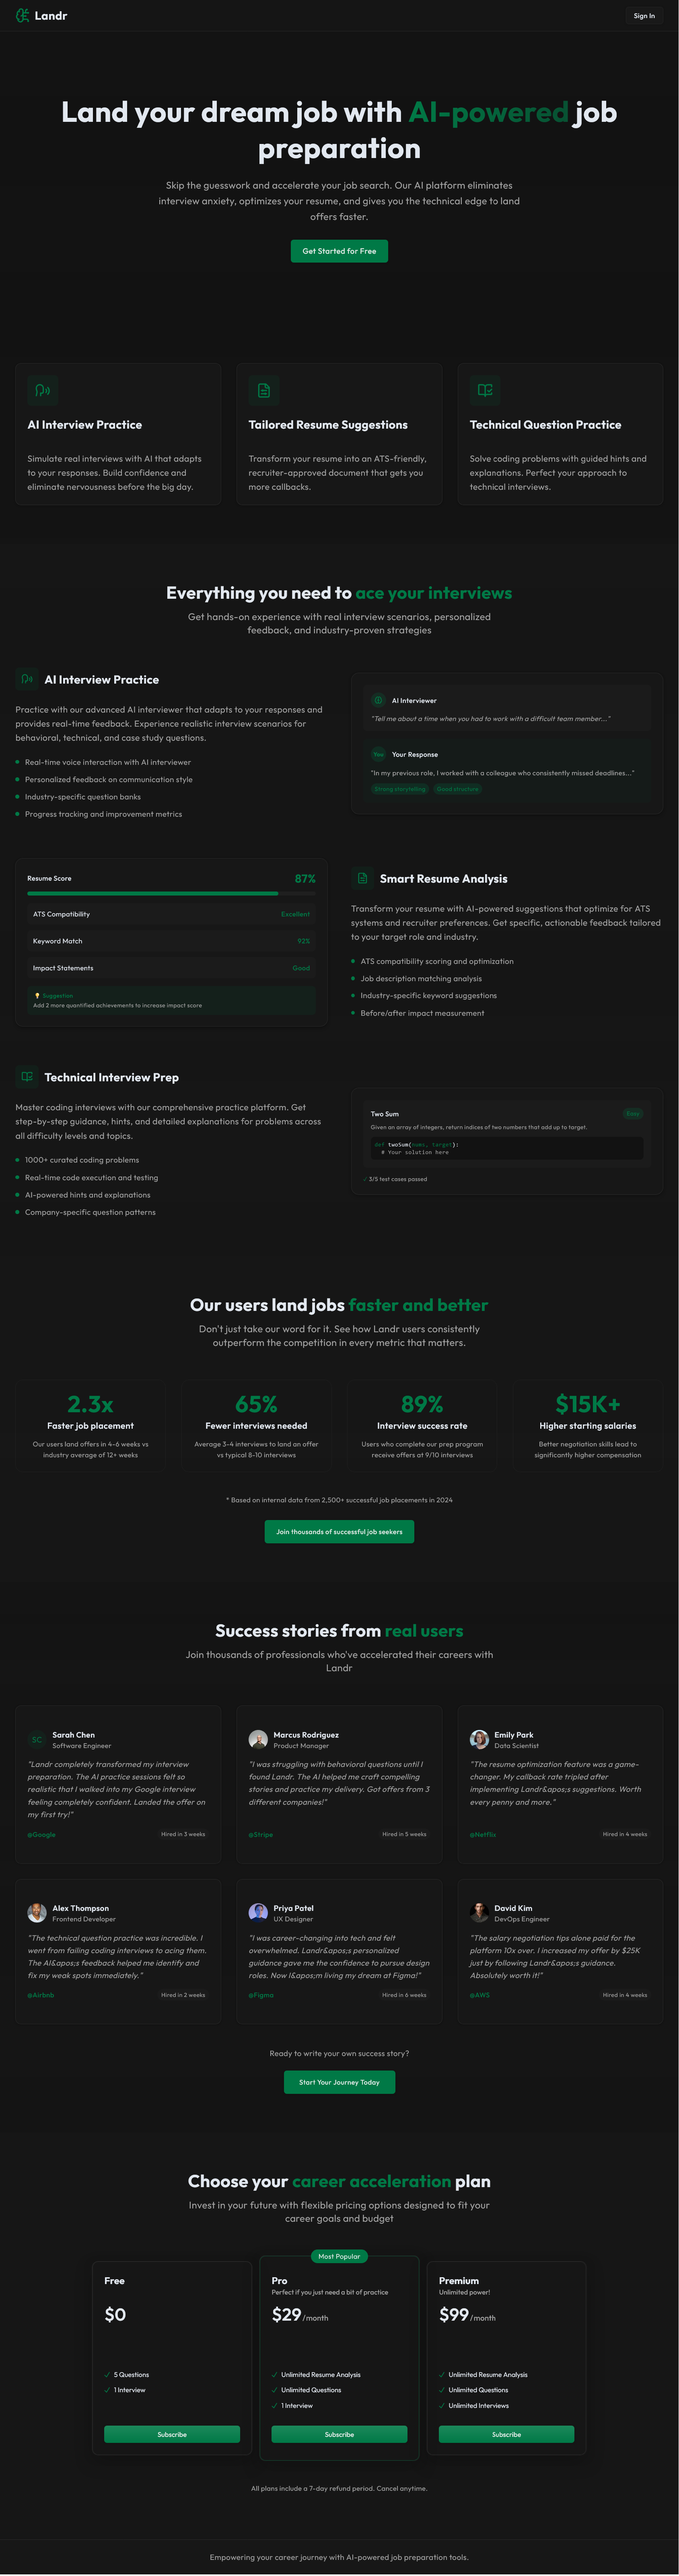 Landr
Sign In
Land your dream job with AI-powered job
preparation
Skip the guesswork and accelerate your job search. Our AI platform eliminates
interview anxiety, optimizes your resume, and gives you the technical edge to land
offers faster.
Get Started for Free
AI Interview Practice
Simulate real interviews with AI that adapts
to your responses. Build confidence and
eliminate nervousness before the big day.
Tailored Resume Suggestions
Transform your resume into an ATS-friendly,
recruiter-approved document that gets you
more callbacks.
Technical Question Practice
Solve coding problems with guided hints and
explanations. Perfect your approach to
technical interviews.
Everything you need to ace your interviews
Get hands-on experience with real interview scenarios, personalized
feedback, and industry-proven strategies
AI Interview Practice
Practice with our advanced AI interviewer that adapts to your responses and
provides real-time feedback. Experience realistic interview scenarios for
behavioral, technical, and case study questions.
Real-time voice interaction with AI interviewer
Personalized feedback on communication style
Industry-specific question banks
Progress tracking and improvement metrics
AI Interviewer
"Tell me about a time when you had to work with a difficult team member..."
You
Your Response
"In my previous role, I worked with a colleague who consistently missed deadlines..."
Strong storytelling
Good structure
Resume Score
87%
ATS Compatibility
Excellent
Keyword Match
92%
Impact Statements
Good
💡 Suggestion
Add 2 more quantified achievements to increase impact score
Smart Resume Analysis
Transform your resume with AI-powered suggestions that optimize for ATS
systems and recruiter preferences. Get specific, actionable feedback tailored
to your target role and industry.
ATS compatibility scoring and optimization
Job description matching analysis
Industry-specific keyword suggestions
Before/after impact measurement
Technical Interview Prep
Master coding interviews with our comprehensive practice platform. Get
step-by-step guidance, hints, and detailed explanations for problems across
all difficulty levels and topics.
1000+ curated coding problems
Real-time code execution and testing
AI-powered hints and explanations
Company-specific question patterns
Two Sum
Easy
Given an array of integers, return indices of two numbers that add up to target.
def twoSum(nums, target):
# Your solution here
✓ 3/5 test cases passed
Our users land jobs faster and better
Don't just take our word for it. See how Landr users consistently
outperform the competition in every metric that matters.
2.3x
Faster job placement
Our users land offers in 4-6 weeks vs
industry average of 12+ weeks
65%
Fewer interviews needed
Average 3-4 interviews to land an offer
vs typical 8-10 interviews
89%
Interview success rate
Users who complete our prep program
receive offers at 9/10 interviews
$15K+
Higher starting salaries
Better negotiation skills lead to
significantly higher compensation
* Based on internal data from 2,500+ successful job placements in 2024
Join thousands of successful job seekers
Success stories from real users
Join thousands of professionals who've accelerated their careers with
Landr
SC
Sarah Chen
Software Engineer
"Landr completely transformed my interview
preparation. The AI practice sessions felt so
realistic that I walked into my Google interview
feeling completely confident. Landed the offer on
my first try!"
@Google
Hired in 3 weeks
Marcus Rodriguez
Product Manager
"I was struggling with behavioral questions until I
found Landr. The AI helped me craft compelling
stories and practice my delivery. Got offers from 3
different companies!"
@Stripe
Hired in 5 weeks
Emily Park
Data Scientist
"The resume optimization feature was a game-
changer. My callback rate tripled after
implementing Landr&apos;s suggestions. Worth
every penny and more."
@Netflix
Hired in 4 weeks
Alex Thompson
Frontend Developer
"The technical question practice was incredible. I
went from failing coding interviews to acing them.
The AI&apos;s feedback helped me identify and
fix my weak spots immediately."
@Airbnb
Hired in 2 weeks
Priya Patel
UX Designer
"I was career-changing into tech and felt
overwhelmed. Landr&apos;s personalized
guidance gave me the confidence to pursue design
roles. Now I&apos;m living my dream at Figma!"
@Figma
Hired in 6 weeks
David Kim
DevOps Engineer
"The salary negotiation tips alone paid for the
platform 10x over. I increased my offer by $25K
just by following Landr&apos;s guidance.
Absolutely worth it!"
@AWS
Hired in 4 weeks
Ready to write your own success story?
Start Your Journey Today
Choose your career acceleration plan
Invest in your future with flexible pricing options designed to fit your
career goals and budget
Free
$0
5 Questions
1 Interview
Subscribe
Most Popular
Pro
Perfect if you just need a bit of practice
$29 /month
Unlimited Resume Analysis
Unlimited Questions
1 Interview
Subscribe
Premium
Unlimited power!
$99 /month
Unlimited Resume Analysis
Unlimited Questions
Unlimited Interviews
Subscribe
All plans include a 7-day refund period. Cancel anytime.
Empowering your career journey with AI-powered job preparation tools.